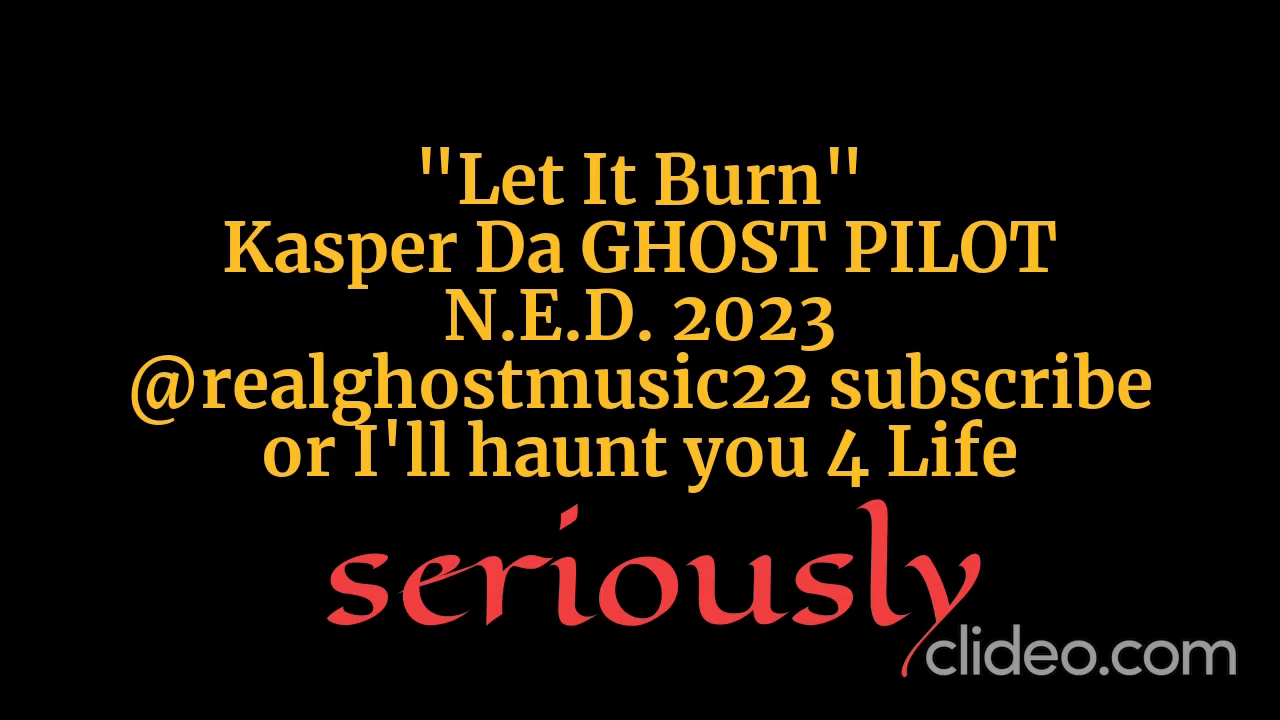 "Let It Burn"
Kasper Da GHOST PILOT
N.E.D. 2023
@realghostmusic22 subscribe
or I'll haunt you 4 Life
seriously
clideo.com